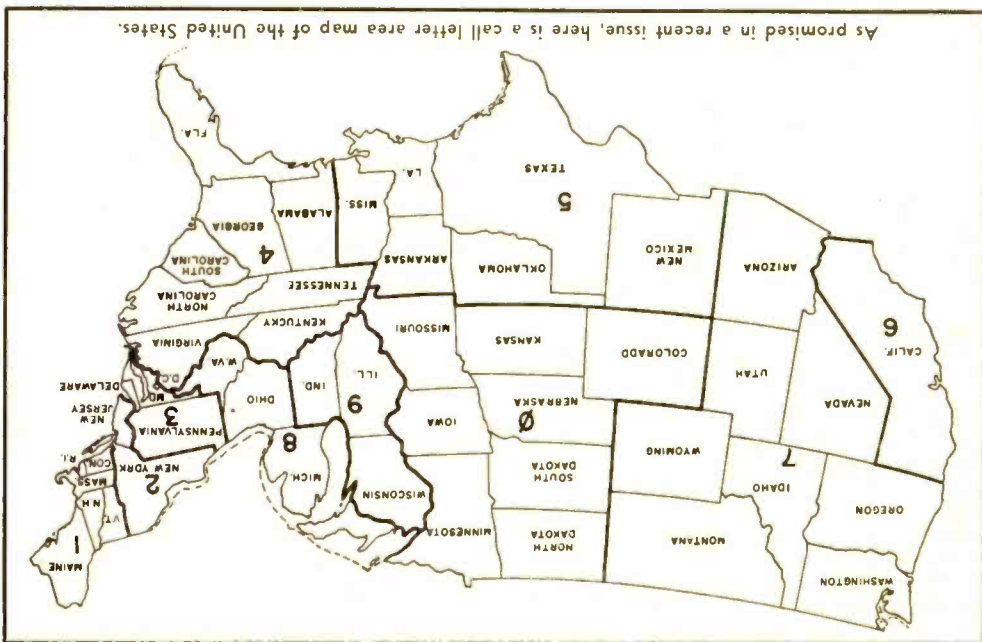 WASHINGTON
OREGON
CALIF.
6
NEVADA
IDAHO
7
MONTANA
WYOMING
UTAH
ARIZONA
COLORADD
NEW
MEXICO
NORTH
DAKOTA
SOUTH
DAKOTA
NEBRASKA
Ø
KANSAS
OKLAHOMA
TEXAS
5
MINNESOTA
IOWA
MISSOURI
ARKANSAS
LA.
WISCONSIN
ILL.
9
IND.
MICH.
8
DHIO
W.VA
KENTUCKY
TENNESSEE
MISS.
ALABAMA
GEORGIA
4
FLA.
SOUTH
CAROLINA
NORTH
CAROLINA
VIRGINIA
D.C.
MD.
DELAWARE
PENNSYLVANIA
3
NEW
JERSEY
NEW YORK
2
CON.
R.I.
MASS
VT.
N.H.
MAINE
1
As promised in a recent issue, here is a call letter area map of the United States.